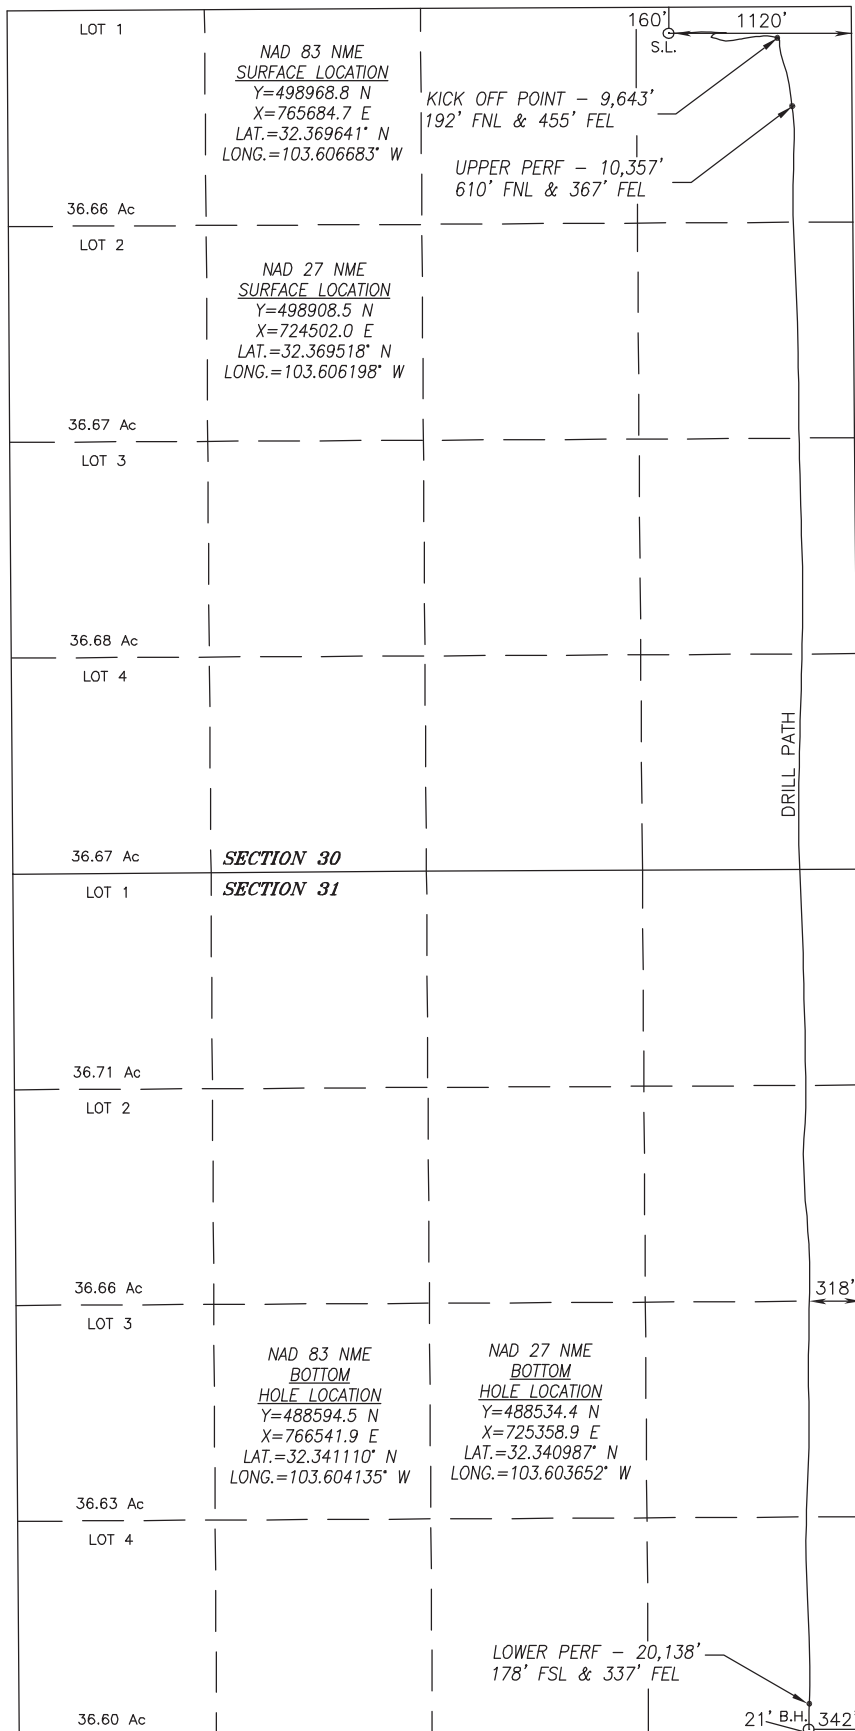 LOT 1
160'
1120'
S.L.
NAD 83 NME
SURFACE LOCATION
Y=498968.8 N
X=765684.7 E
LAT.=32.369641° N
LONG.=103.606683° W
KICK OFF POINT – 9,643'
192' FNL & 455' FEL
UPPER PERF – 10,357'
610' FNL & 367' FEL
36.66 Ac
LOT 2
NAD 27 NME
SURFACE LOCATION
Y=498908.5 N
X=724502.0 E
LAT.=32.369518° N
LONG.=103.606198° W
36.67 Ac
LOT 3
36.68 Ac
LOT 4
DRILL PATH
36.67 Ac
SECTION 30
LOT 1
SECTION 31
36.71 Ac
LOT 2
36.66 Ac
318'
LOT 3
NAD 83 NME
BOTTOM
HOLE LOCATION
Y=488594.5 N
X=766541.9 E
LAT.=32.341110° N
LONG.=103.604135° W
NAD 27 NME
BOTTOM
HOLE LOCATION
Y=488534.4 N
X=725358.9 E
LAT.=32.340987° N
LONG.=103.603652° W
36.63 Ac
LOT 4
LOWER PERF – 20,138'
178' FSL & 337' FEL
36.60 Ac
21' B.H. 342'